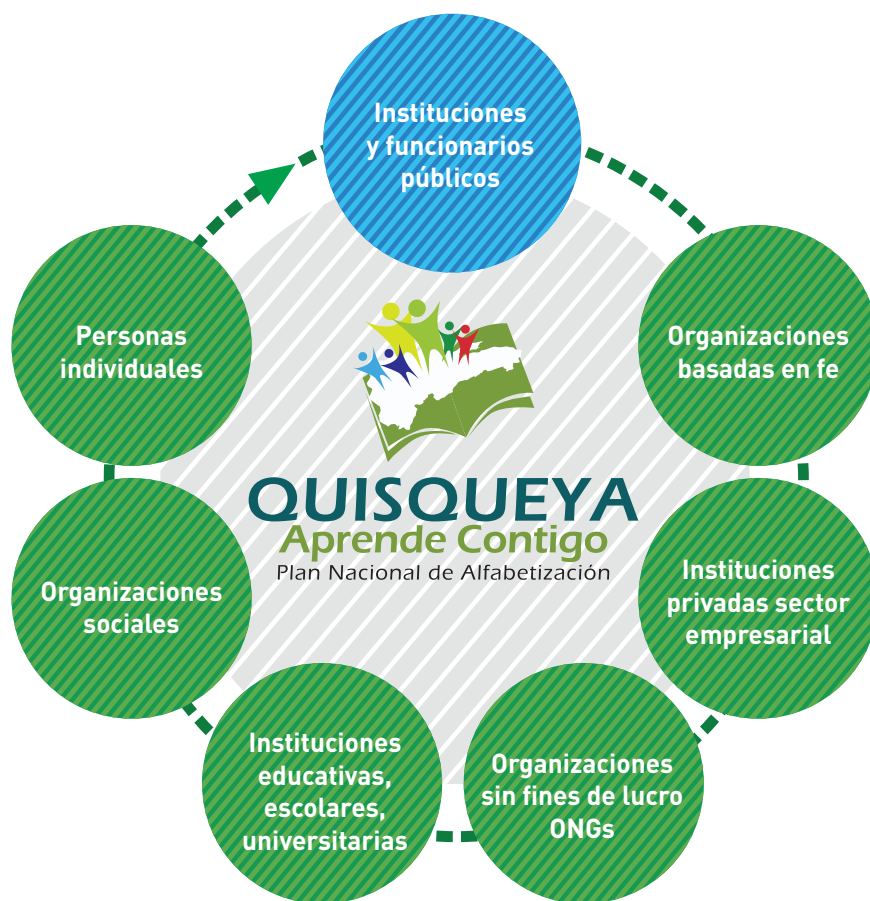 Instituciones
y funcionarios
públicos
Organizaciones
basadas en fe
Instituciones
privadas sector
empresarial
Organizaciones
sin fines de lucro
ONGs
Instituciones
educativas,
escolares,
universitarias
Organizaciones
sociales
Personas
individuales
QUISQUEYA
Aprende Contigo
Plan Nacional de Alfabetización